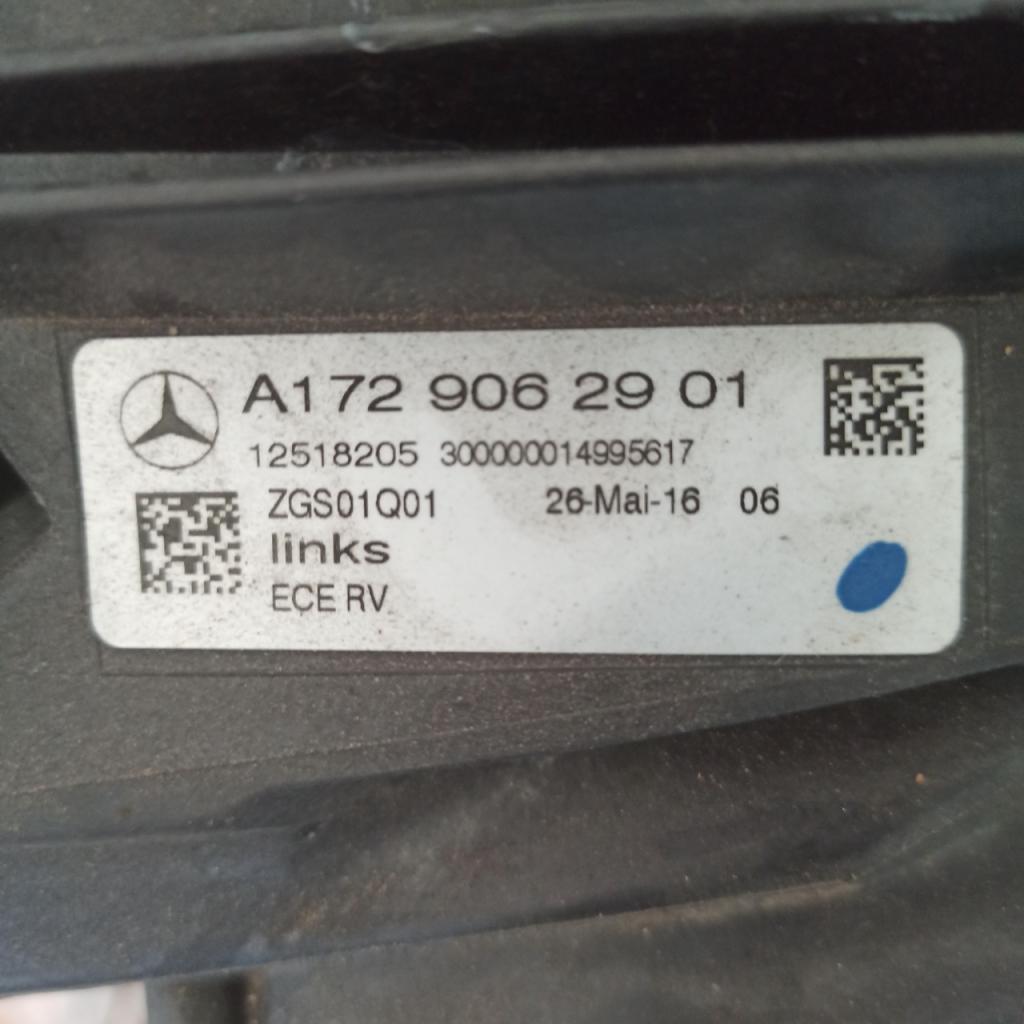 A172 906 29 01
12518205 300000014995617
ZGS01Q01 26-Mai-16 06
links
ECE RV